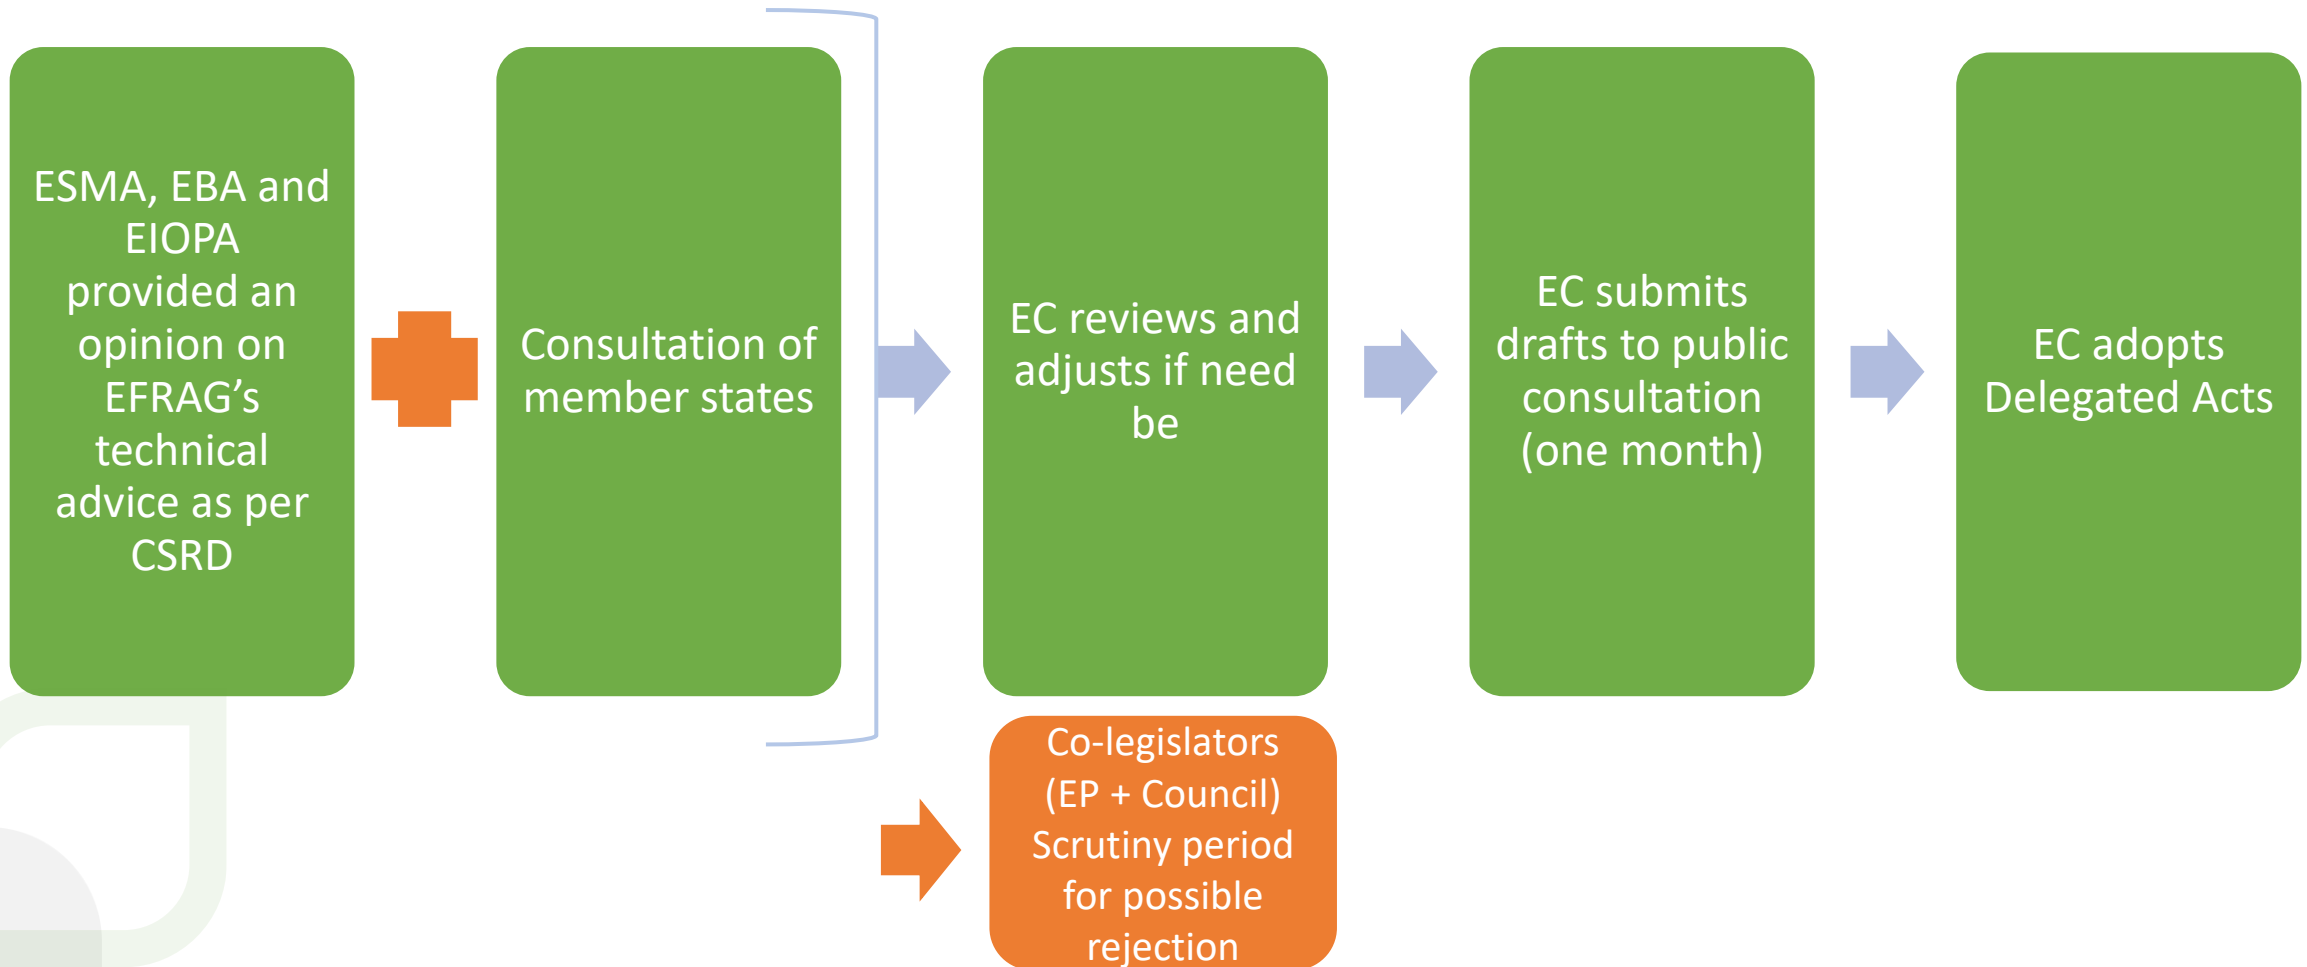 ESMA, EBA and
EIOPA
provided an
opinion on
EFRAG’s
technical
advice as per
CSRD
Consultation of
member states
EC reviews and
adjusts if need
be
EC submits
drafts to public
consultation
(one month)
EC adopts
Delegated Acts
Co-legislators
(EP + Council)
Scrutiny period
for possible
rejection